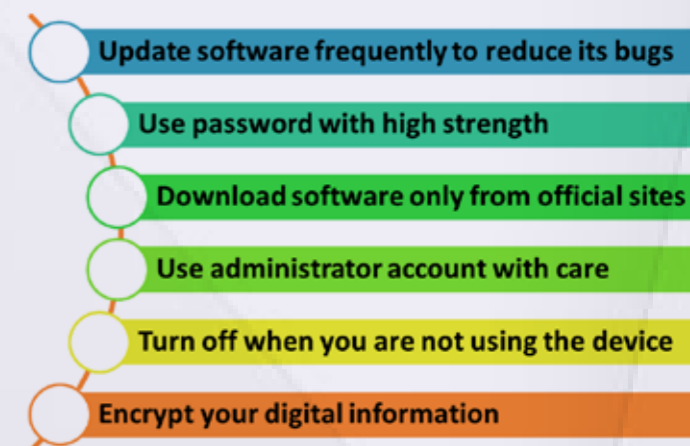 Update software frequently to reduce its bugs
Use password with high strength
Download software only from official sites
Use administrator account with care
Turn off when you are not using the device
Encrypt your digital information